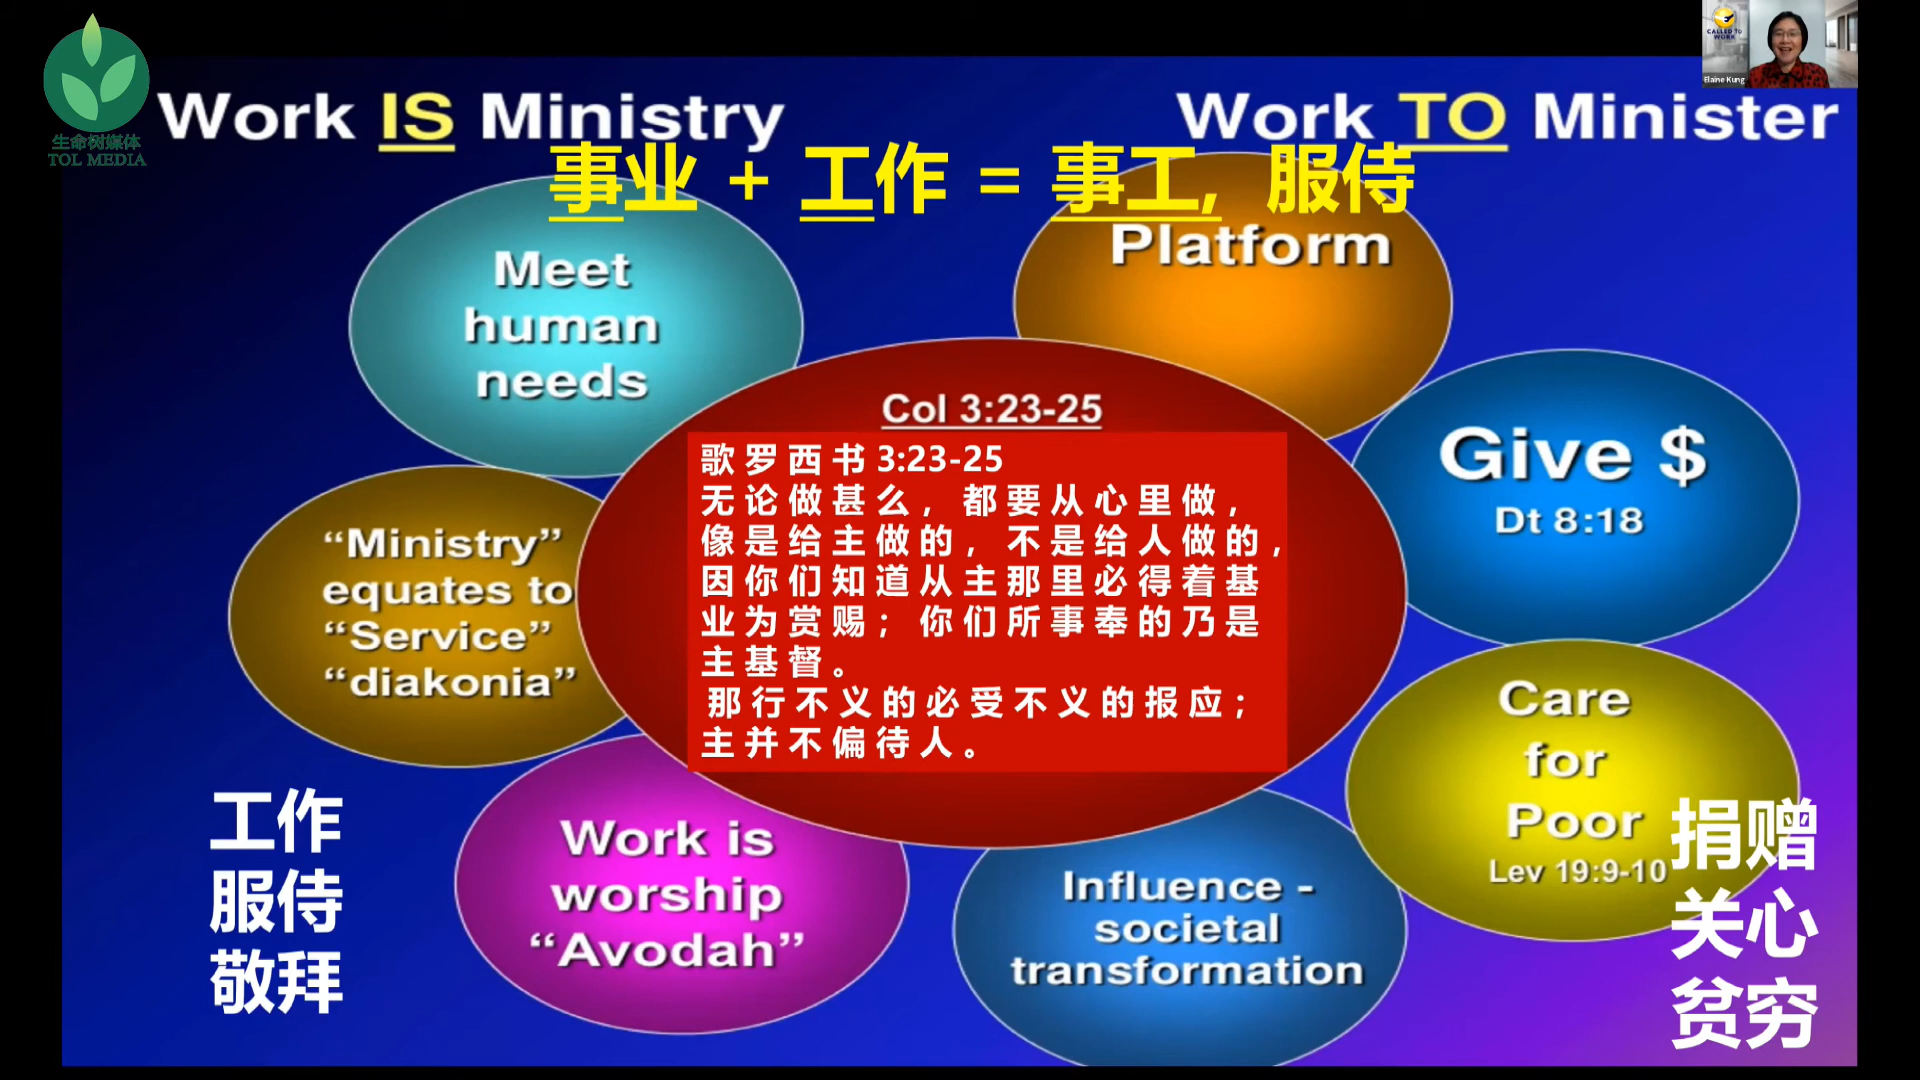 生命树媒体
TOL MEDIA
CALLED TO
WORK
Elaine Kung
Work IS Ministry
Work TO Minister
事业 + 工作 = 事工, 服侍
Meet
human
needs
Platform
Give $
Dt 8:18
“Ministry”
equates to
“Service”
“diakonia”
Col 3:23-25
歌罗西书 3:23-25
无论做甚么，都要从心里做，
像是给主做的，不是给人做的，
因你们知道从主那里必得着基
业为赏赐；你们所事奉的乃是
主基督。
那行不义的必受不义的报应；
主并不偏待人。
Care
for
Poor
Lev 19:9-10
Work is
worship
“Avodah”
Influence -
societal
transformation
工作
服侍
敬拜
捐赠
关心
贫穷